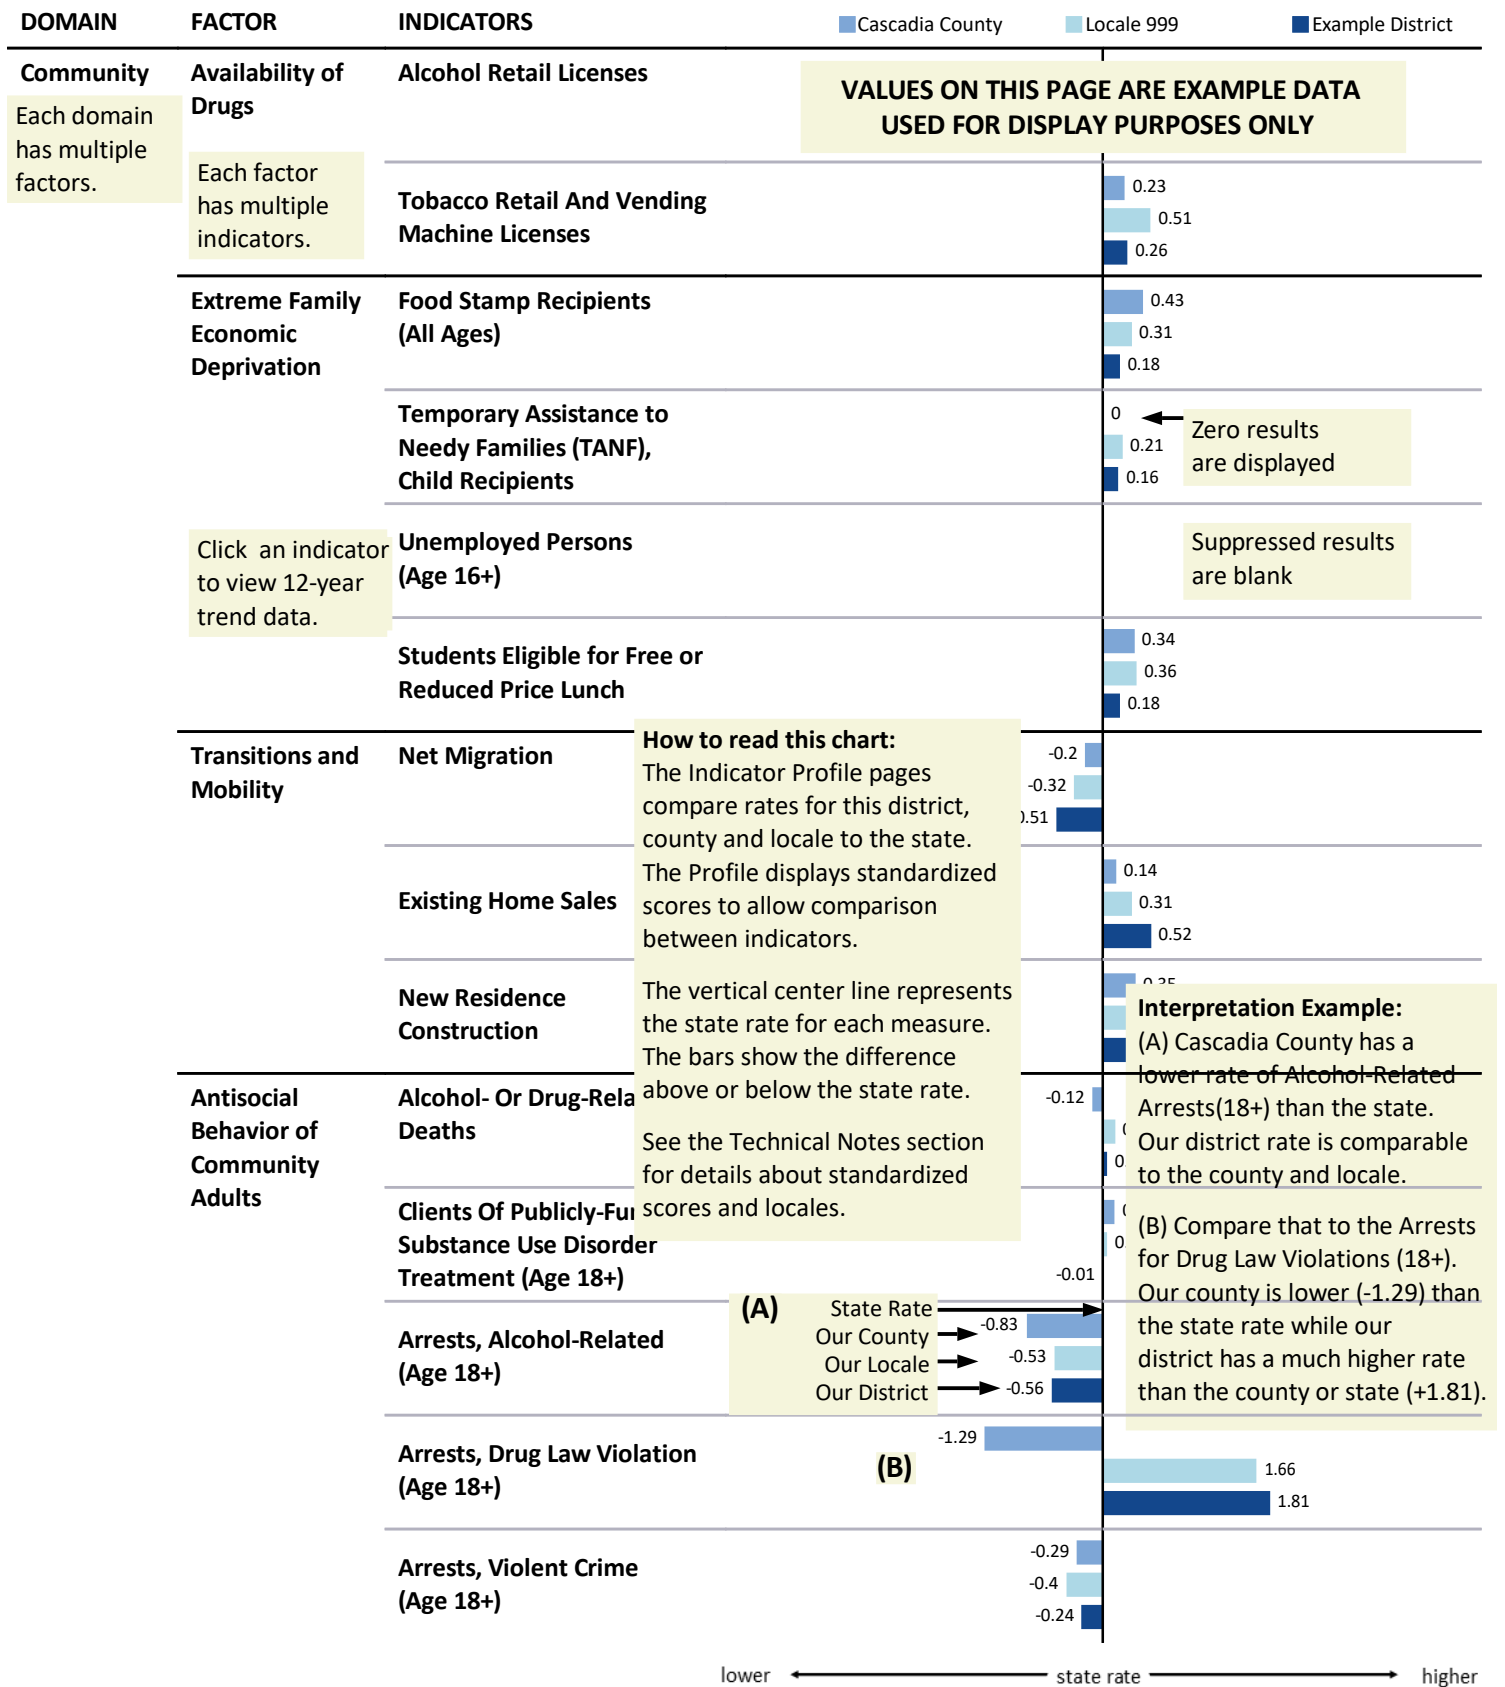 DOMAIN FACTOR INDICATORS Cascadia County Locale 999 Example District
Community Availability of Alcohol Retail Licenses
Drugs
Each domain
has multiple
factors.
Each factor
has multiple
indicators.
VALUES ON THIS PAGE ARE EXAMPLE DATA
USED FOR DISPLAY PURPOSES ONLY
Tobacco Retail And Vending
Machine Licenses
0.23
0.51
0.26
Extreme Family
Economic
Deprivation
Food Stamp Recipients
(All Ages)
0.43
0.31
0.18
Temporary Assistance to
Needy Families (TANF),
Child Recipients
0
0.21
0.16
Zero results
are displayed
Click an indicator
to view 12-year
trend data.
Unemployed Persons
(Age 16+)
Suppressed results
are blank
Students Eligible for Free or
Reduced Price Lunch
0.34
0.36
0.18
Transitions and
Mobility
Net Migration
-0.2
-0.32
.51
Existing Home Sales
0.14
0.31
0.52
New Residence
Construction
0.35
How to read this chart:
The Indicator Profile pages
compare rates for this district,
county and locale to the state.
The Profile displays standardized
scores to allow comparison
between indicators.
The vertical center line represents
the state rate for each measure.
The bars show the difference
above or below the state rate.
See the Technical Notes section
for details about standardized
scores and locales.
Interpretation Example:
(A) Cascadia County has a
lower rate of Alcohol-Related
Arrests(18+) than the state.
Our district rate is comparable
to the county and locale.
(B) Compare that to the Arrests
for Drug Law Violations (18+).
Our county is lower (-1.29) than
the state rate while our
district has a much higher rate
than the county or state (+1.81).
Antisocial
Behavior of
Community
Adults
Alcohol- Or Drug-Rela
Deaths
-0.12
0.
Clients Of Publicly-Fu
Substance Use Disorder
Treatment (Age 18+)
0.
-0.01
Arrests, Alcohol-Related
(Age 18+)
(A)
State Rate
Our County
Our Locale
Our District
-0.83
-0.53
-0.56
Arrests, Drug Law Violation
(Age 18+)
(B)
-1.29
1.66
1.81
Arrests, Violent Crime
(Age 18+)
-0.29
-0.4
-0.24
lower state rate higher